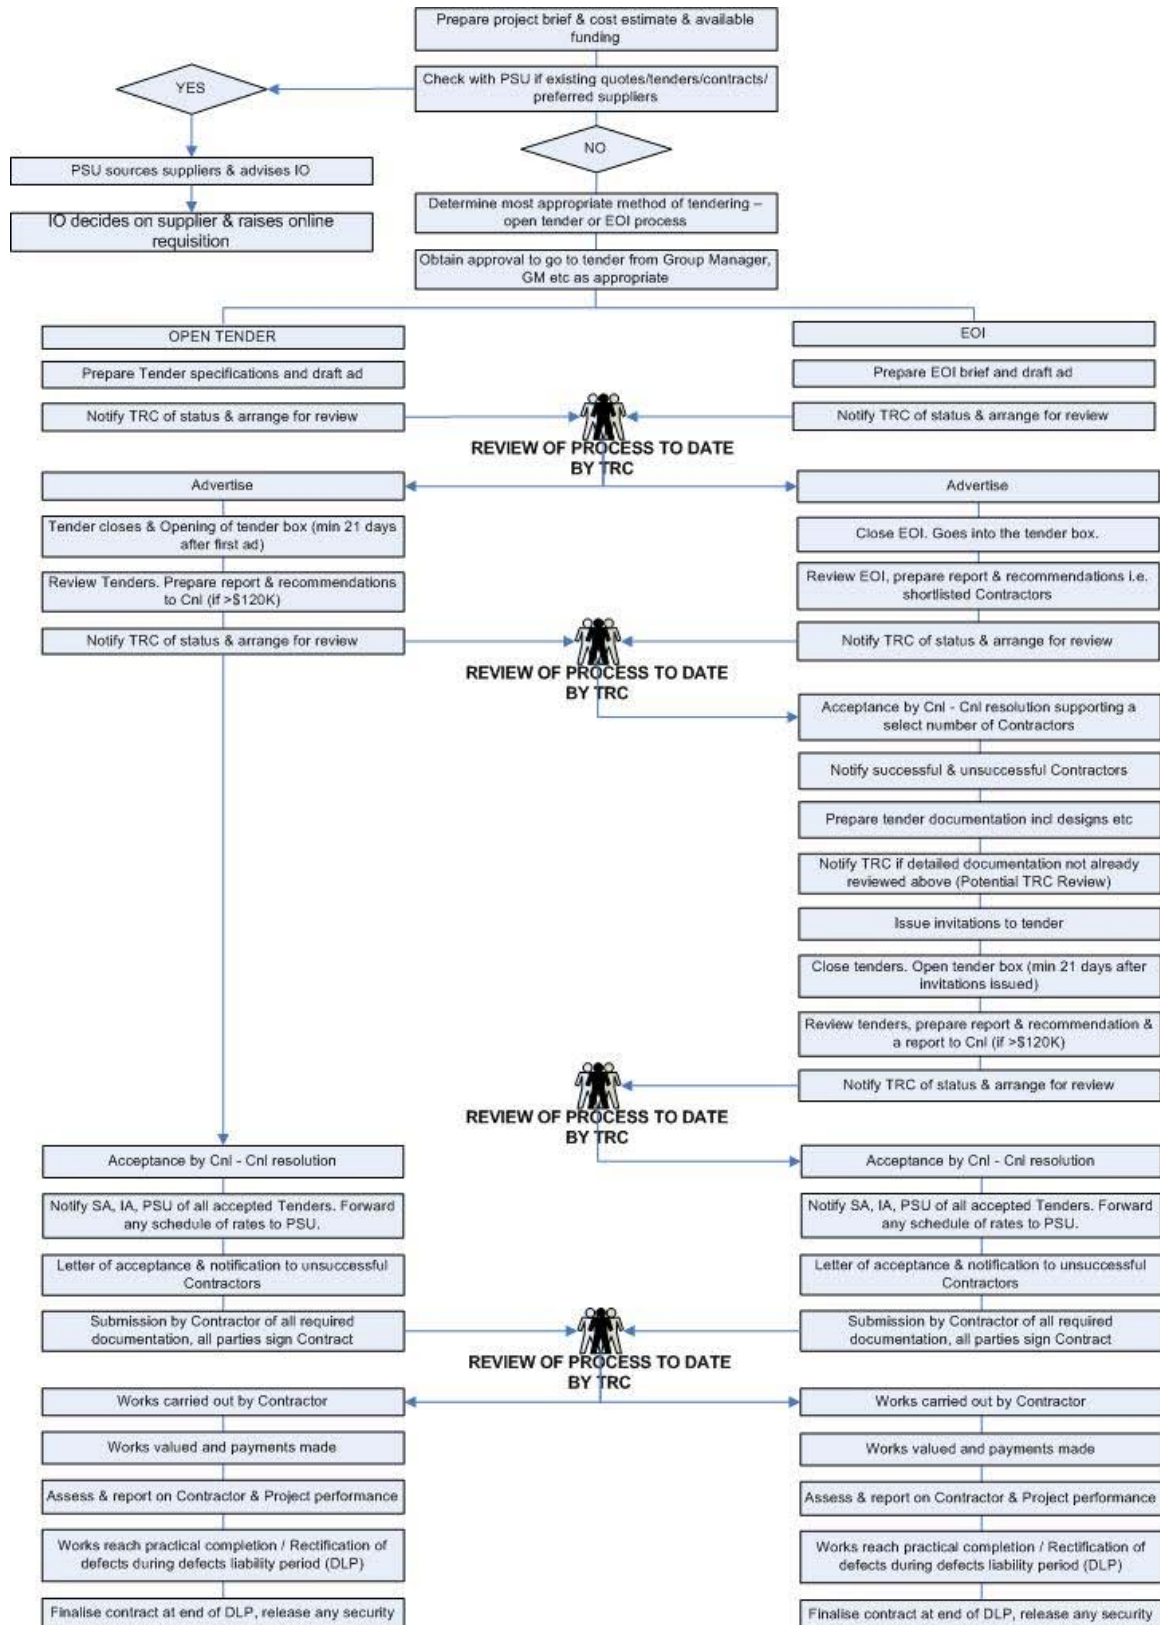 Prepare project brief & cost estimate & available
funding
Check with PSU if existing quotes/tenders/contracts/
preferred suppliers
YES
NO
PSU sources suppliers & advises IO
IO decides on supplier & raises online
requisition
Determine most appropriate method of tendering –
open tender or EOI process
Obtain approval to go to tender from Group Manager,
GM etc as appropriate
OPEN TENDER
EOI
Prepare Tender specifications and draft ad
Prepare EOI brief and draft ad
Notify TRC of status & arrange for review
Notify TRC of status & arrange for review
REVIEW OF PROCESS TO DATE
BY TRC
Advertise
Advertise
Tender closes & Opening of tender box (min 21 days
after first ad)
Close EOI. Goes into the tender box.
Review Tenders. Prepare report & recommendations
to Cnl (if >$120K)
Review EOI, prepare report & recommendations i.e.
shortlisted Contractors
Notify TRC of status & arrange for review
Notify TRC of status & arrange for review
REVIEW OF PROCESS TO DATE
BY TRC
Acceptance by Cnl - Cnl resolution supporting a
select number of Contractors
Notify successful & unsuccessful Contractors
Prepare tender documentation incl designs etc
Notify TRC if detailed documentation not already
reviewed above (Potential TRC Review)
Issue invitations to tender
Close tenders. Open tender box (min 21 days after
invitations issued)
Review tenders, prepare report & recommendation &
a report to Cnl (if >$120K)
Notify TRC of status & arrange for review
REVIEW OF PROCESS TO DATE
BY TRC
Acceptance by Cnl - Cnl resolution
Acceptance by Cnl - Cnl resolution
Notify SA, IA, PSU of all accepted Tenders. Forward
any schedule of rates to PSU.
Notify SA, IA, PSU of all accepted Tenders. Forward
any schedule of rates to PSU.
Letter of acceptance & notification to unsuccessful
Contractors
Letter of acceptance & notification to unsuccessful
Contractors
Submission by Contractor of all required
documentation, all parties sign Contract
Submission by Contractor of all required
documentation, all parties sign Contract
REVIEW OF PROCESS TO DATE
BY TRC
Works carried out by Contractor
Works carried out by Contractor
Works valued and payments made
Works valued and payments made
Assess & report on Contractor & Project performance
Assess & report on Contractor & Project performance
Works reach practical completion / Rectification of
defects during defects liability period (DLP)
Works reach practical completion / Rectification of
defects during defects liability period (DLP)
Finalise contract at end of DLP, release any security
Finalise contract at end of DLP, release any security